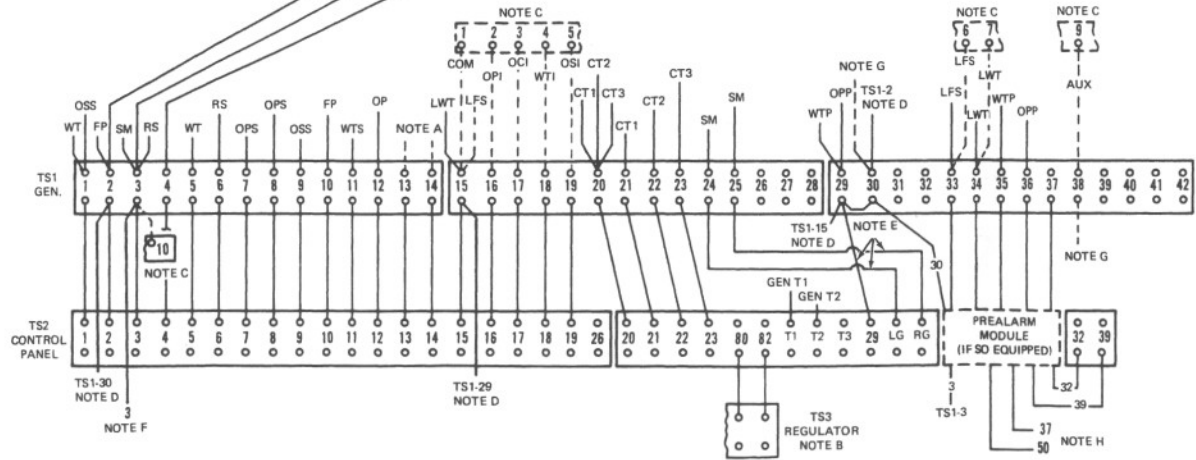 NOTE C
1 2 3 4 5
COM OPI OCI WTI OSI
NOTE C
6 7
LFS LWT
NOTE C
9
AUX
WT OSS FP SM RS WT RS OPS OPS OSS FP WTS OP NOTE A
LWT LFS CT1 CT2 CT3 CT1 CT2 CT3 SM SM
WTP OPP NOTE G TS1-2
NOTE D
LFS LWT WTP OPP
TS1
GEN.
1 2 3 4 5 6 7 8 9 10 11 12 13 14
15 16 17 18 19 20 21 22 23 24 25 26 27 28
29 30 31 32 33 34 35 36 37 38 39 40 41 42
10
NOTE C
TS1-15
NOTE D
NOTE E
30
NOTE G
GEN T1
GEN T2
TS2
CONTROL
PANEL
1 2 3 4 5 6 7 8 9 10 11 12 13 14 15 16 17 18 19 26
20 21 22 23 80 82 T1 T2 T3 29 LG RG
PREALARM
MODULE
(IF SO EQUIPPED)
32 39
TS1-30
NOTE D
3
NOTE F
TS1-29
NOTE D
TS3
REGULATOR
NOTE B
3
TS1-3
32
39
37
50
NOTE H